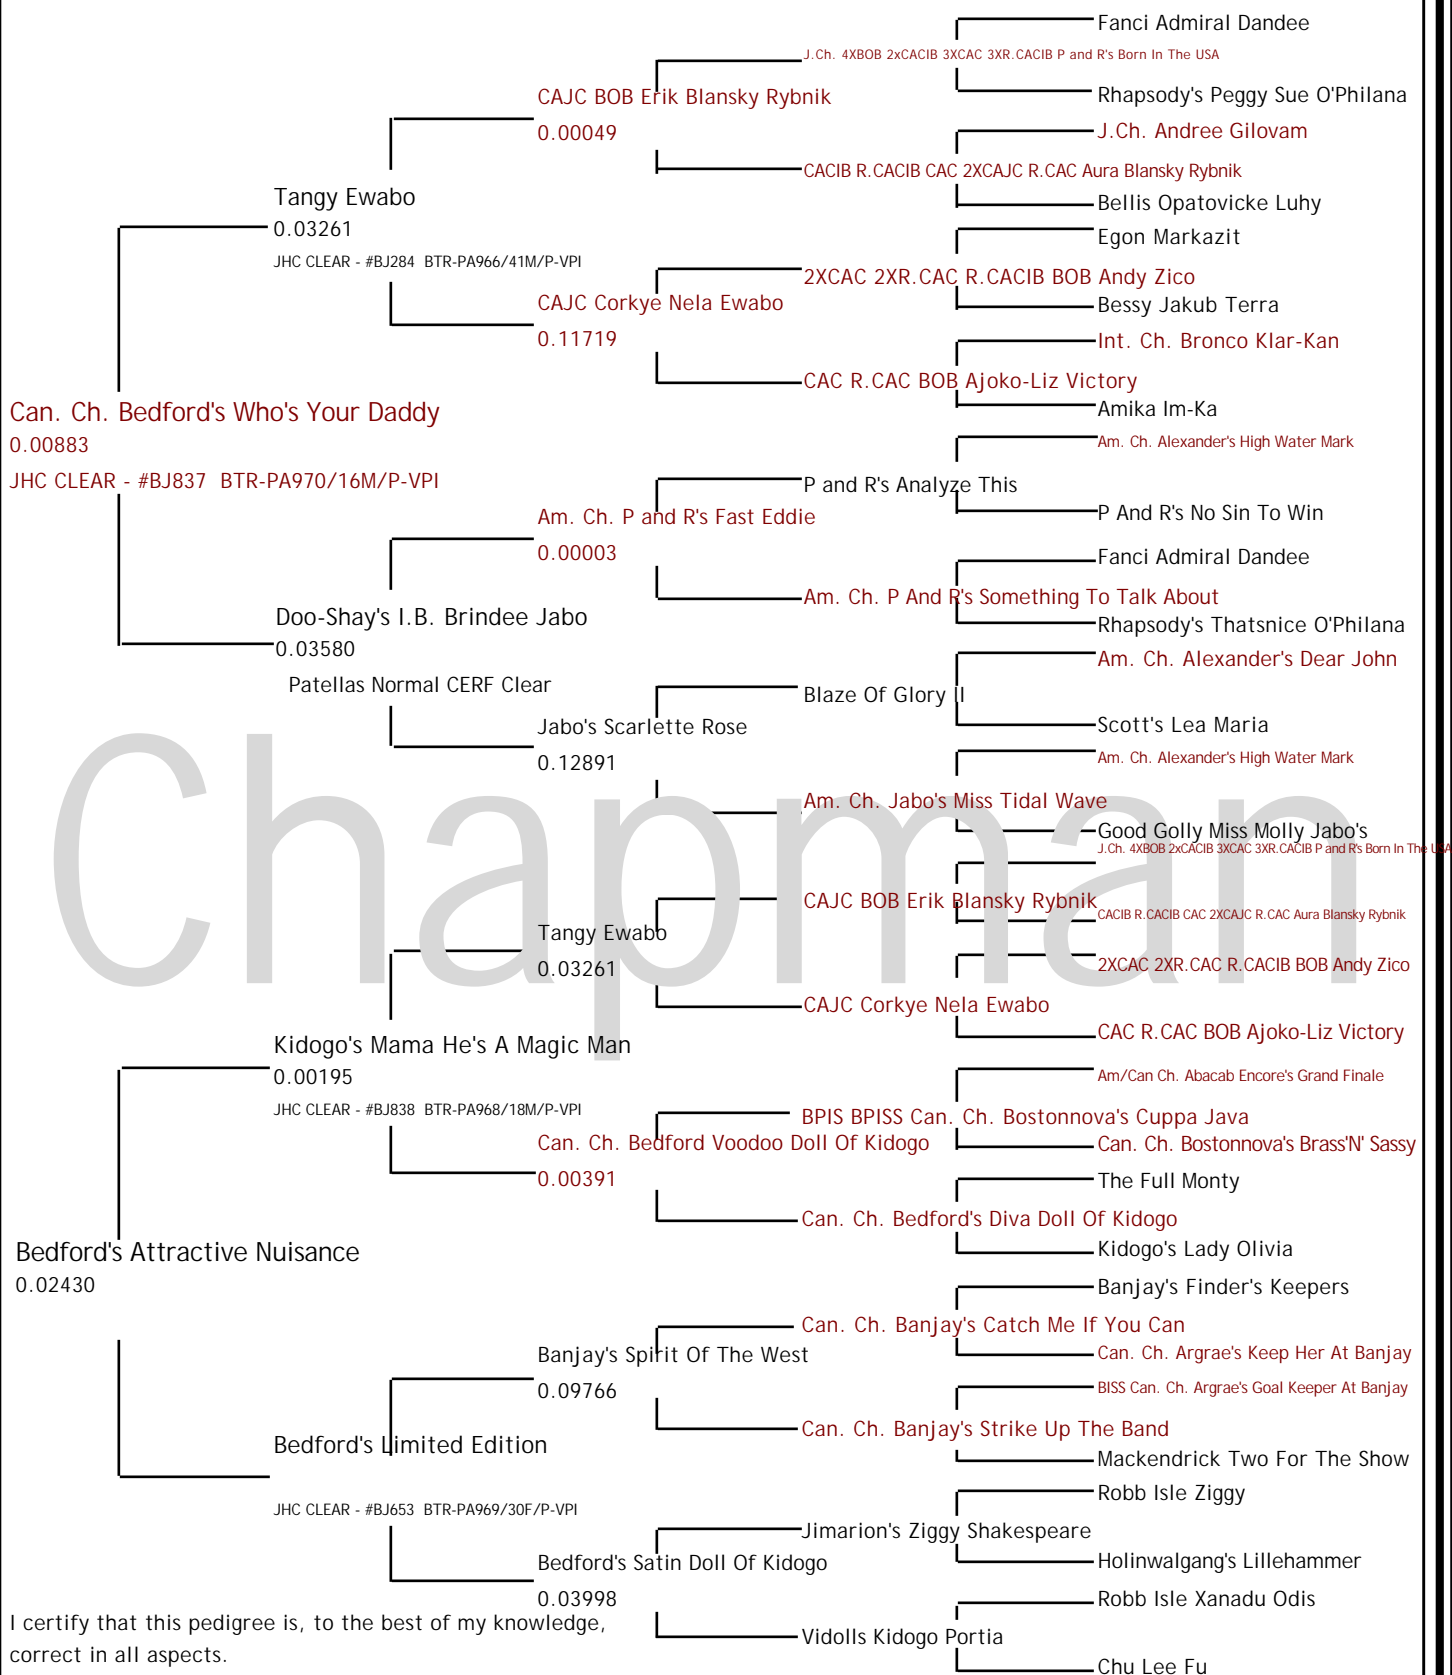 Fanci Admiral Dandee
J.Ch. 4XBOB 2xCACIB 3XCAC 3XR.CACIB P and R's Born In The USA
CAJC BOB Erik Blansky Rybnik
Rhapsody's Peggy Sue O'Philana
0.00049
J.Ch. Andree Gilovam
CACIB R.CACIB CAC 2XCAJC R.CAC Aura Blansky Rybnik
Tangy Ewabo
Bellis Opatovicke Luhy
0.03261
Egon Markazit
JHC CLEAR - #BJ284 BTR-PA966/41M/P-VPI
2XCAC 2XR.CAC R.CACIB BOB Andy Zico
CAJC Corkye Nela Ewabo
Bessy Jakub Terra
0.11719
Int. Ch. Bronco Klar-Kan
CAC R.CAC BOB Ajoko-Liz Victory
Can. Ch. Bedford's Who's Your Daddy
Amika Im-Ka
0.00883
Am. Ch. Alexander's High Water Mark
JHC CLEAR - #BJ837 BTR-PA970/16M/P-VPI
P and R's Analyze This
Am. Ch. P and R's Fast Eddie
P And R's No Sin To Win
0.00003
Fanci Admiral Dandee
Am. Ch. P And R's Something To Talk About
Doo-Shay's I.B. Brindee Jabo
Rhapsody's Thatsnice O'Philana
0.03580
Am. Ch. Alexander's Dear John
Patellas Normal CERF Clear
Blaze Of Glory II
Jabo's Scarlette Rose
Scott's Lea Maria
0.12891
Am. Ch. Alexander's High Water Mark
Am. Ch. Jabo's Miss Tidal Wave
Good Golly Miss Molly Jabo's
J.Ch. 4XBOB 2xCACIB 3XCAC 3XR.CACIB P and R's Born In The USA
Chapman
CAJC BOB Erik Blansky Rybnik
CACIB R.CACIB CAC 2XCAJC R.CAC Aura Blansky Rybnik
Tangy Ewabo
0.03261
2XCAC 2XR.CAC R.CACIB BOB Andy Zico
CAJC Corkye Nela Ewabo
CAC R.CAC BOB Ajoko-Liz Victory
Kidogo's Mama He's A Magic Man
0.00195
Am/Can Ch. Abacab Encore's Grand Finale
JHC CLEAR - #BJ838 BTR-PA968/18M/P-VPI
BPIS BPISS Can. Ch. Bostonnova's Cuppa Java
Can. Ch. Bedford Voodoo Doll Of Kidogo
Can. Ch. Bostonnova's Brass'N' Sassy
0.00391
The Full Monty
Can. Ch. Bedford's Diva Doll Of Kidogo
Bedford's Attractive Nuisance
Kidogo's Lady Olivia
0.02430
Banjay's Finder's Keepers
Can. Ch. Banjay's Catch Me If You Can
Banjay's Spirit Of The West
Can. Ch. Argrae's Keep Her At Banjay
0.09766
BISS Can. Ch. Argrae's Goal Keeper At Banjay
Can. Ch. Banjay's Strike Up The Band
Bedford's Limited Edition
Mackendrick Two For The Show
Robb Isle Ziggy
JHC CLEAR - #BJ653 BTR-PA969/30F/P-VPI
Jimarion's Ziggy Shakespeare
Bedford's Satin Doll Of Kidogo
Holinwalgang's Lillehammer
0.03998
Robb Isle Xanadu Odis
I certify that this pedigree is, to the best of my knowledge,
Vidolls Kidogo Portia
correct in all aspects.
Chu Lee Fu